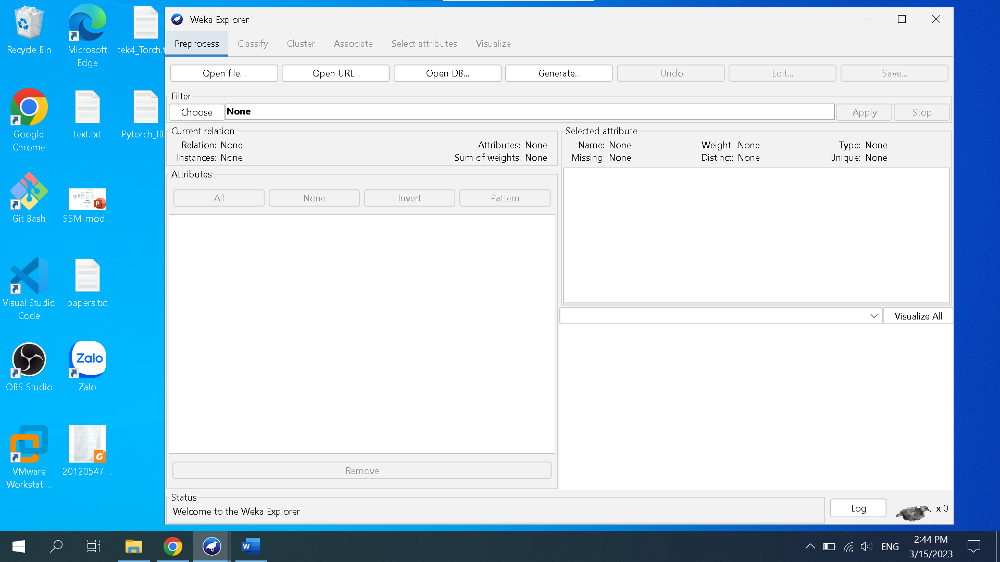 Recycle Bin
Microsoft
Edge
tek4_Torch.t
Google
Chrome
text.txt
Pytorch_IB.
Git Bash
SSM_mod...
Visual Studio
Code
papers.txt
OBS Studio
Zalo
Zalo
VMware
Workstati...
20120547....
Weka Explorer
Preprocess
Classify
Cluster
Associate
Select attributes
Visualize
Open file...
Open URL...
Open DB...
Generate...
Undo
Edit...
Save...
Filter
Choose
None
Apply
Stop
Current relation
Relation: None
Attributes: None
Instances: None
Sum of weights: None
Selected attribute
Name: None
Weight: None
Type: None
Missing: None
Distinct: None
Unique: None
Attributes
All
None
Invert
Pattern
Visualize All
Remove
Status
Welcome to the Weka Explorer
Log
x 0
ENG
2:44 PM
3/15/2023